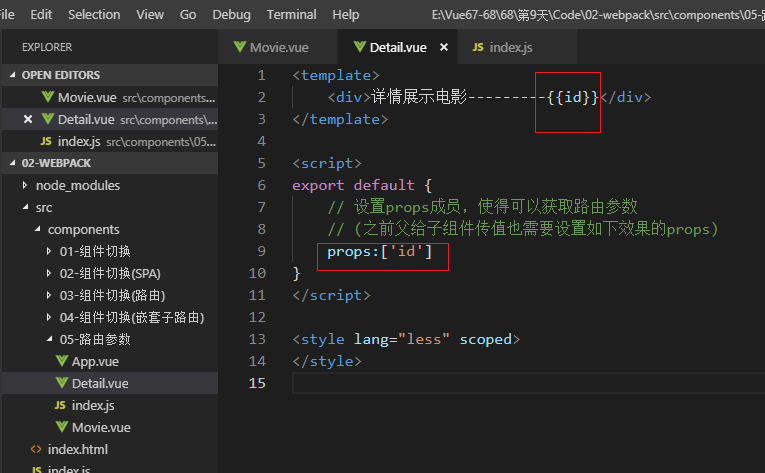 File Edit Selection View Go Debug Terminal Help E:\Vue67-68\68\第9天\Code\02-webpack\src\components\05-路
EXPLORER
Movie.vue Detail.vue × JS index.js
OPEN EDITORS
Movie.vue src\components...
× Detail.vue src\components\...
JS index.js src\components\05...
02-WEBPACK
node_modules
src
components
01-组件切换
02-组件切换(SPA)
03-组件切换(路由)
04-组件切换(嵌套子路由)
05-路由参数
App.vue
Detail.vue
JS index.js
Movie.vue
<> index.html
JS index.js
1 <template>
2 <div>详情展示电影---------{{id}}</div>
3 </template>
4
5 <script>
6 export default {
7 // 设置props成员，使得可以获取路由参数
8 // (之前父给子组件传值也需要设置如下效果的props)
9 props:['id']
10 }
11 </script>
12
13 <style lang="less" scoped>
14 </style>
15